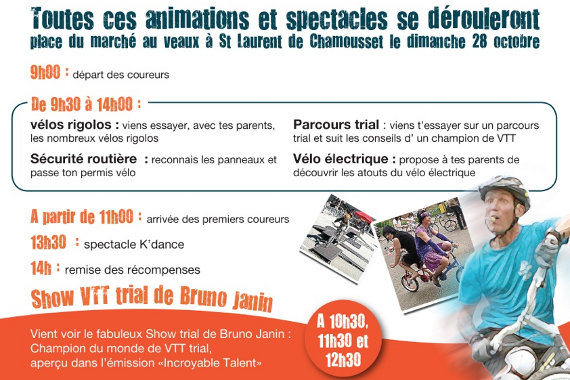 Toutes ces animations et spectacles se dérouleront
place du marché au veaux à St Laurent de Chamousset le dimanche 28 octobre
9h00 : départ des coureurs
De 9h30 à 14h00 :
vélos rigolos : viens essayer, avec tes parents,
les nombreux vélos rigolos
Sécurité routière : reconnais les panneaux et
passe ton permis vélo
Parcours trial : viens t'essayer sur un parcours
trial et suit les conseils d' un champion de VTT
Vélo électrique : propose à tes parents de
découvrir les atouts du vélo électrique
A partir de 11h00 : arrivée des premiers coureurs
13h30 : spectacle K'dance
14h : remise des récompenses
Show VTT trial de Bruno janin
Vient voir le fabuleux Show trial de Bruno Janin :
Champion du monde de VTT trial,
aperçu dans l'émission «Incroyable Talent»
A 10h30,
11h30 et
12h30